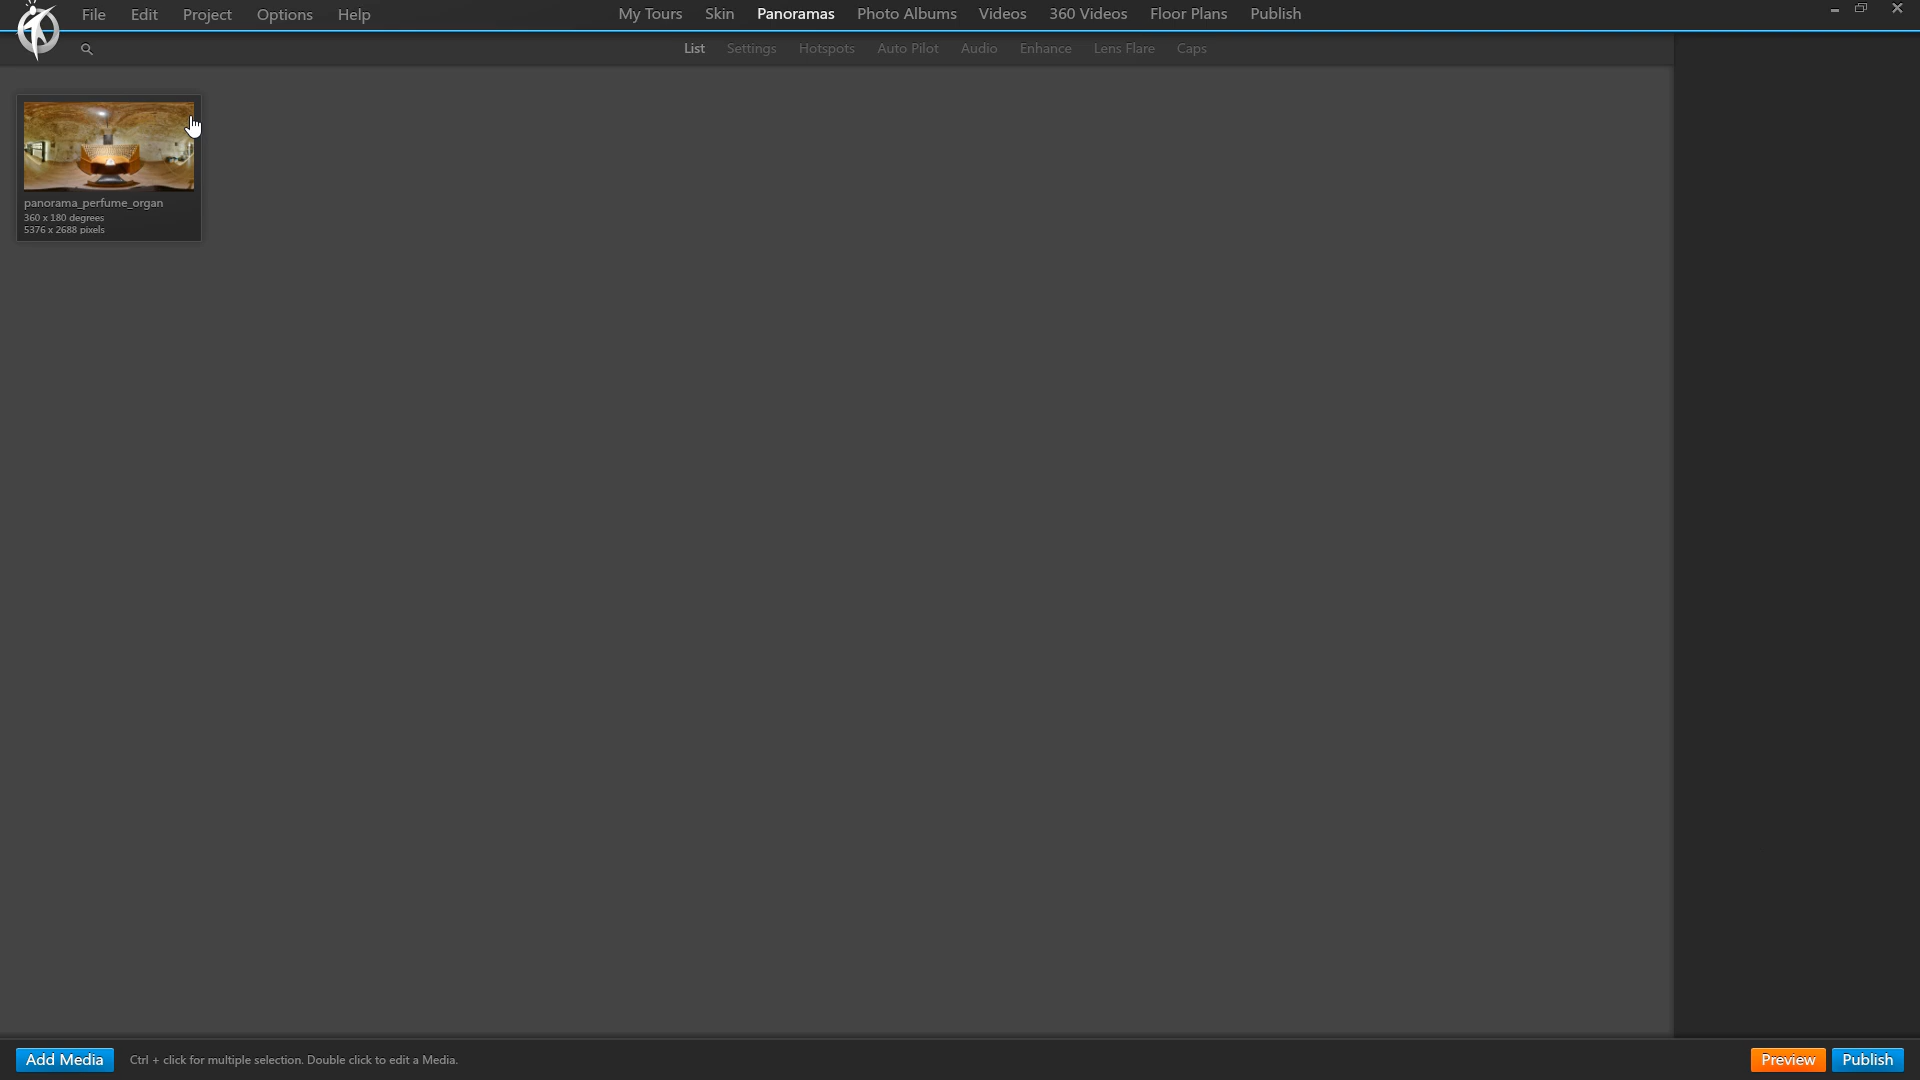 File Edit Project Options Help
My Tours Skin Panoramas Photo Albums Videos 360 Videos Floor Plans Publish
List Settings Hotspots Auto Pilot Audio Enhance Lens Flare Caps
panorama_perfume_organ
360 x 180 degrees
5376 x 2688 pixels
Add Media Ctrl + click for multiple selection. Double click to edit a Media.
Preview Publish